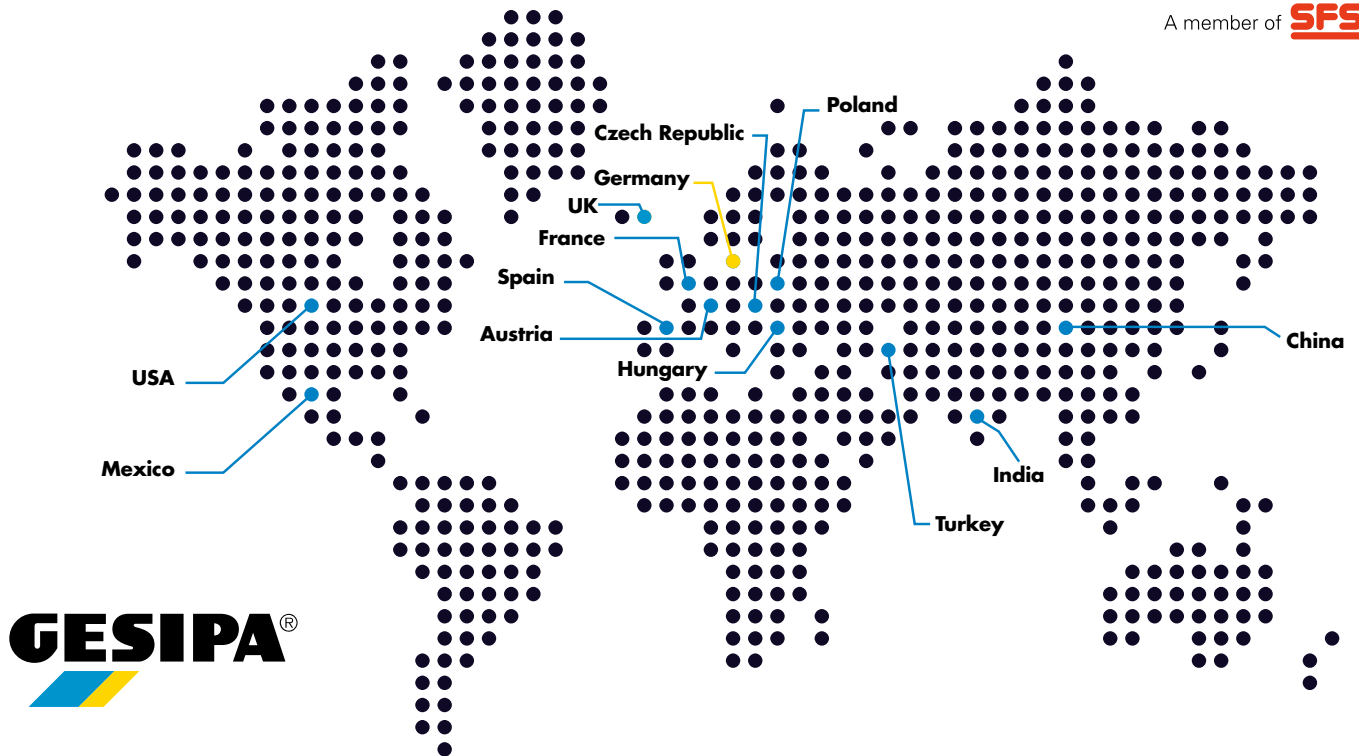 A member of SFS
Poland
Czech Republic
Germany
UK
France
Spain
Austria
Hungary
China
USA
Mexico
India
Turkey
GESIPA®